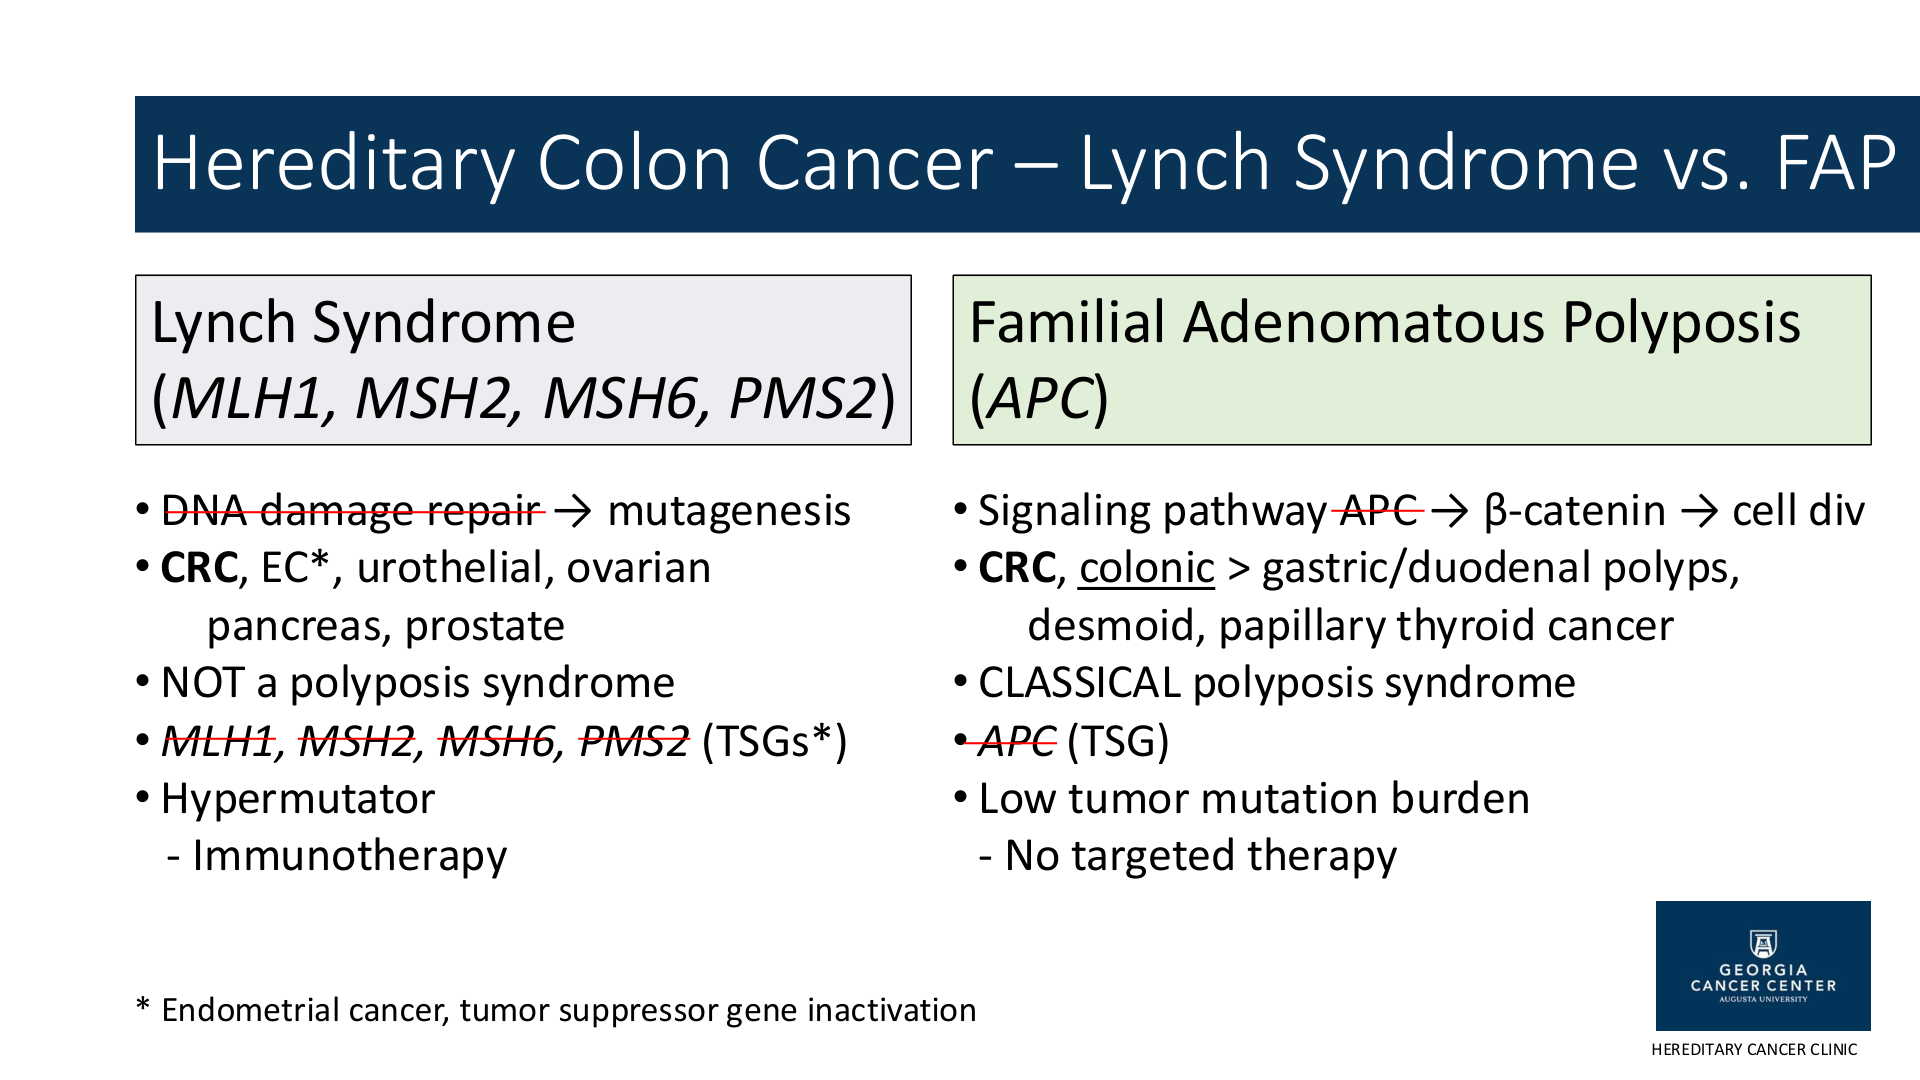 Hereditary Colon Cancer – Lynch Syndrome vs. FAP
Lynch Syndrome
(MLH1, MSH2, MSH6, PMS2)
• DNA damage repair → mutagenesis
• CRC, EC*, urothelial, ovarian
pancreas, prostate
• NOT a polyposis syndrome
• MLH1, MSH2, MSH6, PMS2 (TSGs*)
• Hypermutator
- Immunotherapy
Familial Adenomatous Polyposis
(APC)
• Signaling pathway APC → β-catenin → cell div
• CRC, colonic > gastric/duodenal polyps,
desmoid, papillary thyroid cancer
• CLASSICAL polyposis syndrome
• APC (TSG)
• Low tumor mutation burden
- No targeted therapy
* Endometrial cancer, tumor suppressor gene inactivation
GEORGIA
CANCER CENTER
AUGUSTA UNIVERSITY
HEREDITARY CANCER CLINIC